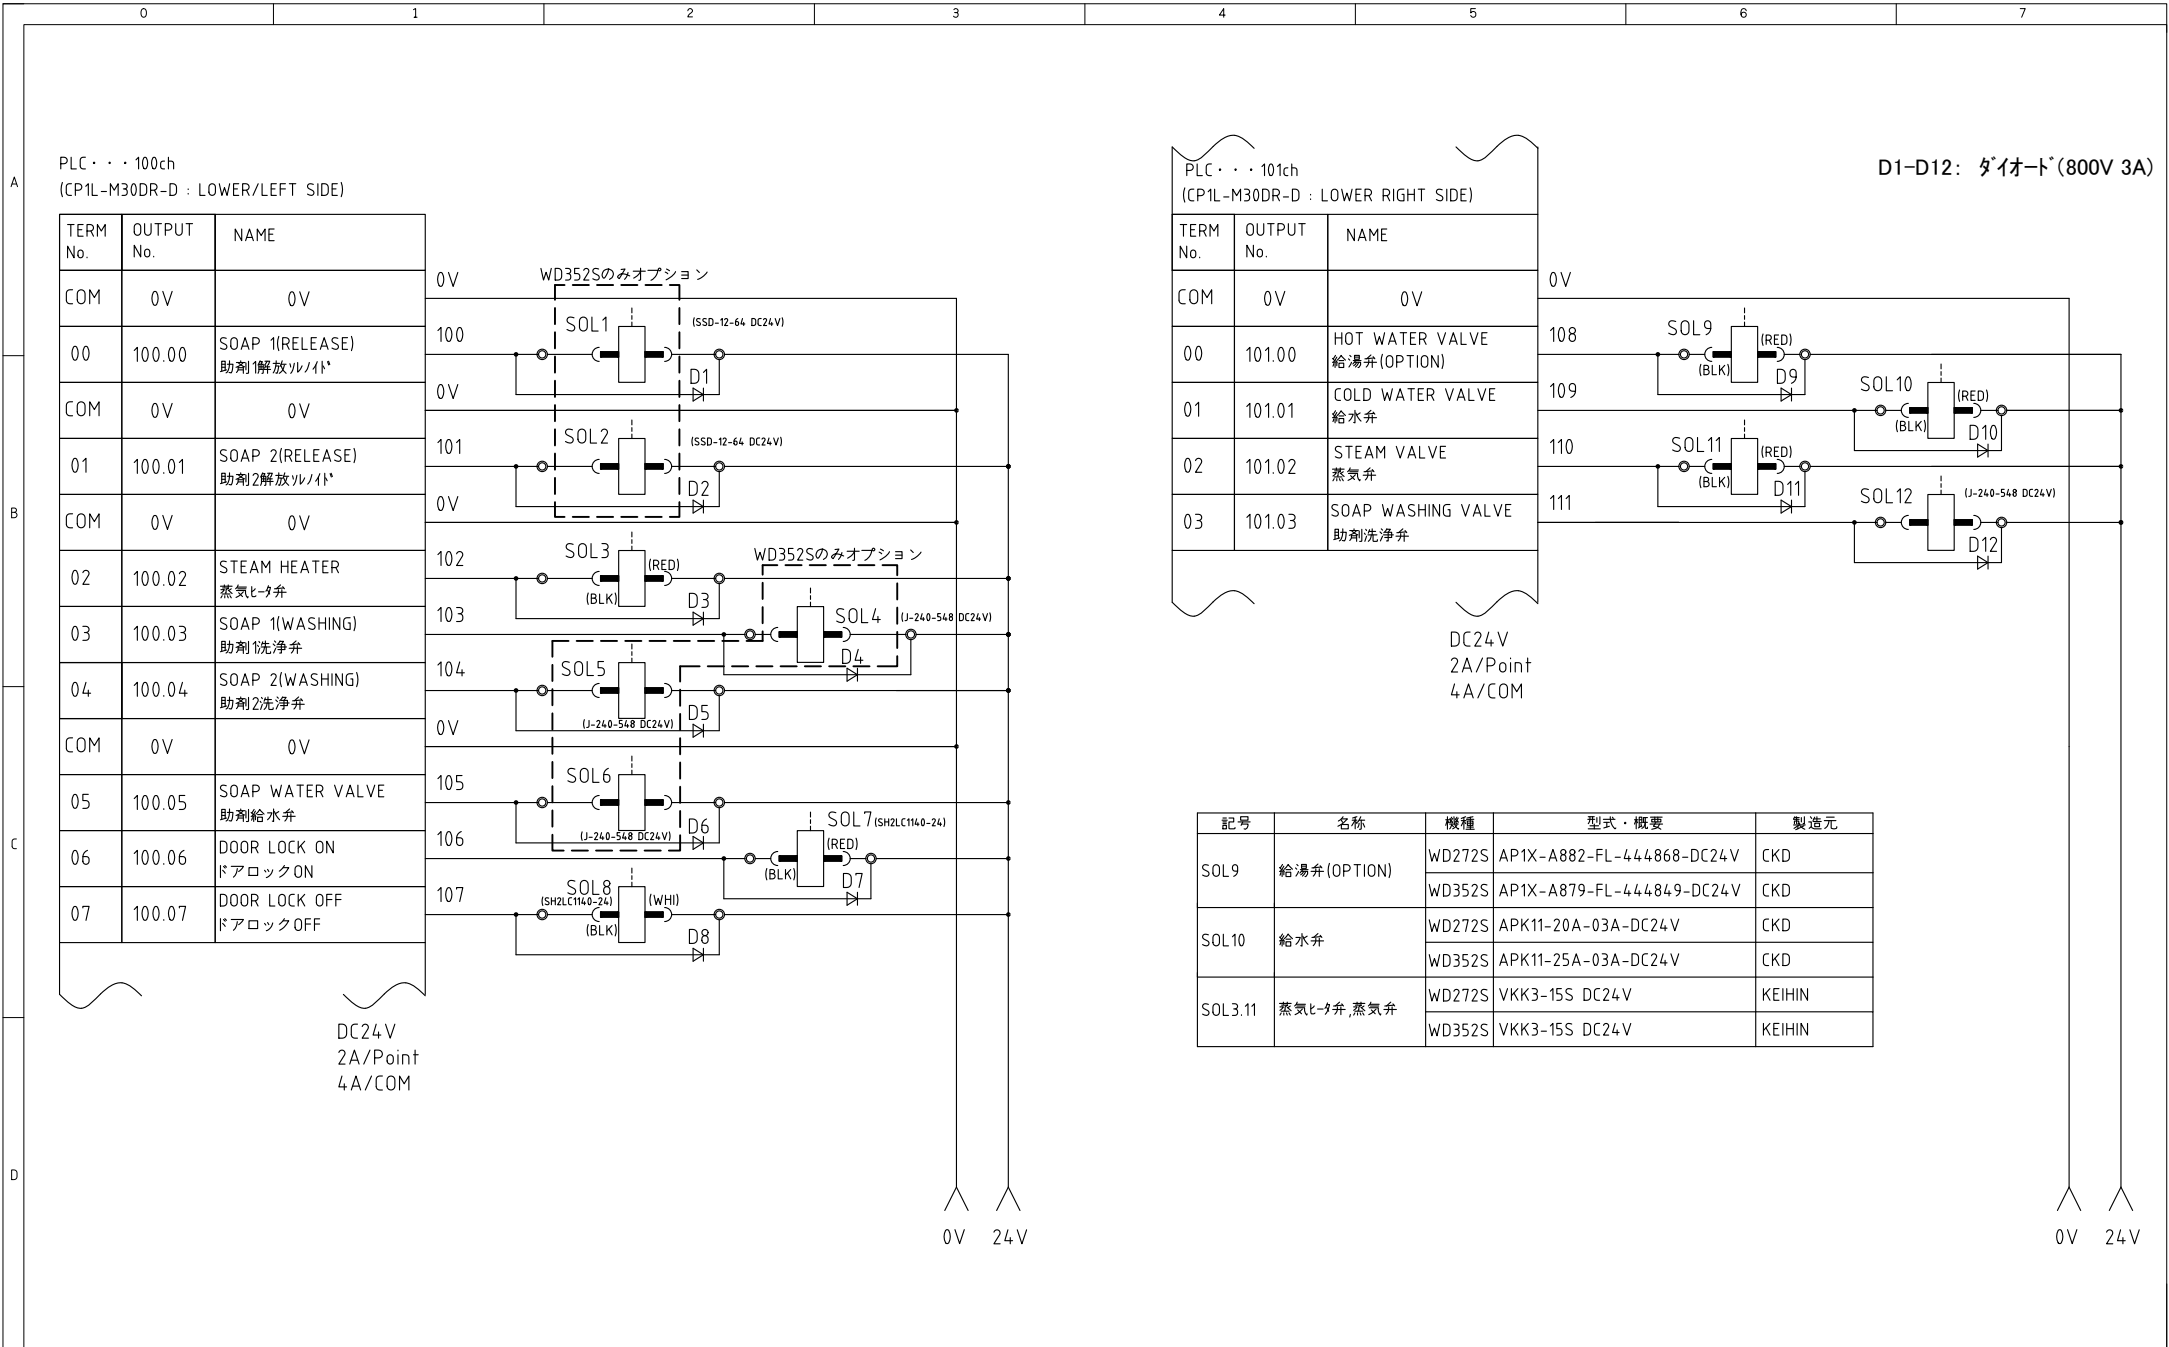 0 1 2 3 4 5 6 7
A
B
C
D
PLC・・・100ch
(CP1L-M30DR-D : LOWER/LEFT SIDE)
TERM No. OUTPUT No. NAME
COM 0V 0V
00 100.00 SOAP 1(RELEASE)
助剤1解放ｿﾚﾉｲﾄﾞ
COM 0V 0V
01 100.01 SOAP 2(RELEASE)
助剤2解放ｿﾚﾉｲﾄﾞ
COM 0V 0V
02 100.02 STEAM HEATER
蒸気ﾋｰﾀ弁
03 100.03 SOAP 1(WASHING)
助剤1洗浄弁
04 100.04 SOAP 2(WASHING)
助剤2洗浄弁
COM 0V 0V
05 100.05 SOAP WATER VALVE
助剤給水弁
06 100.06 DOOR LOCK ON
ドアロックON
07 100.07 DOOR LOCK OFF
ドアロックOFF
DC24V
2A/Point
4A/COM
0V
WD352Sのみオプション
100 SOL1 (SSD-12-64 DC24V)
D1
0V
101 SOL2 (SSD-12-64 DC24V)
D2
0V
102 SOL3 (RED)
(BLK) D3
WD352Sのみオプション
103 SOL4 (J-240-548 DC24V)
D4
104 SOL5
(J-240-548 DC24V) D5
0V
105 SOL6
(J-240-548 DC24V) D6
106 SOL7 (SH2LC1140-24)
(RED)
(BLK) D7
107 SOL8
(SH2LC1140-24) (WHI)
(BLK) D8
0V 24V
PLC・・・101ch
(CP1L-M30DR-D : LOWER RIGHT SIDE)
TERM No. OUTPUT No. NAME
COM 0V 0V
00 101.00 HOT WATER VALVE
給湯弁(OPTION)
01 101.01 COLD WATER VALVE
給水弁
02 101.02 STEAM VALVE
蒸気弁
03 101.03 SOAP WASHING VALVE
助剤洗浄弁
DC24V
2A/Point
4A/COM
D1-D12: ﾀﾞｲｵｰﾄﾞ(800V 3A)
0V
108 SOL9 (RED)
(BLK) D9
109 SOL10 (RED)
(BLK) D10
110 SOL11 (RED)
(BLK) D11
111 SOL12 (J-240-548 DC24V)
D12
記号 名称 機種 型式・概要 製造元
SOL9 給湯弁(OPTION) WD272S AP1X-A882-FL-444868-DC24V CKD
WD352S AP1X-A879-FL-444849-DC24V CKD
SOL10 給水弁 WD272S APK11-20A-03A-DC24V CKD
WD352S APK11-25A-03A-DC24V CKD
SOL3.11 蒸気ﾋｰﾀ弁,蒸気弁 WD272S VKK3-15S DC24V KEIHIN
WD352S VKK3-15S DC24V KEIHIN
0V 24V